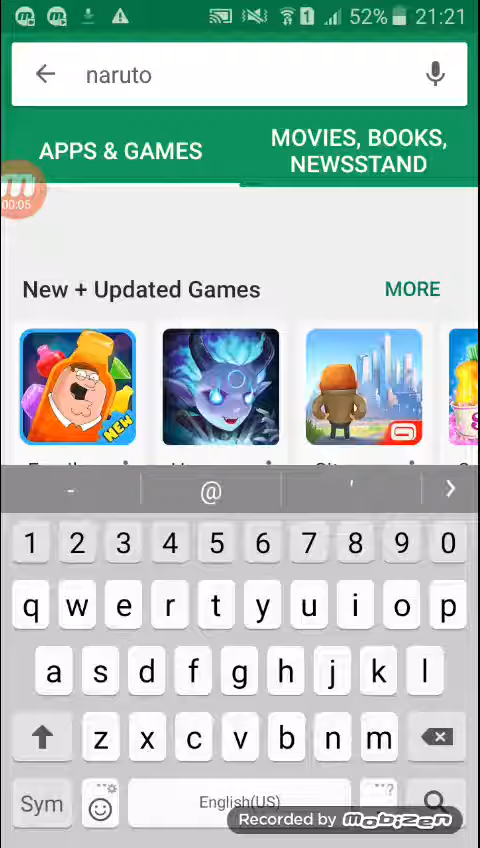 1 52% 21:21
naruto
APPS & GAMES
MOVIES, BOOKS,
NEWSSTAND
00:05
New + Updated Games MORE
NEW
- @ '
1 2 3 4 5 6 7 8 9 0
q w e r t y u i o p
a s d f g h j k l
z x c v b n m
Sym English(US)
Recorded by Mobizen